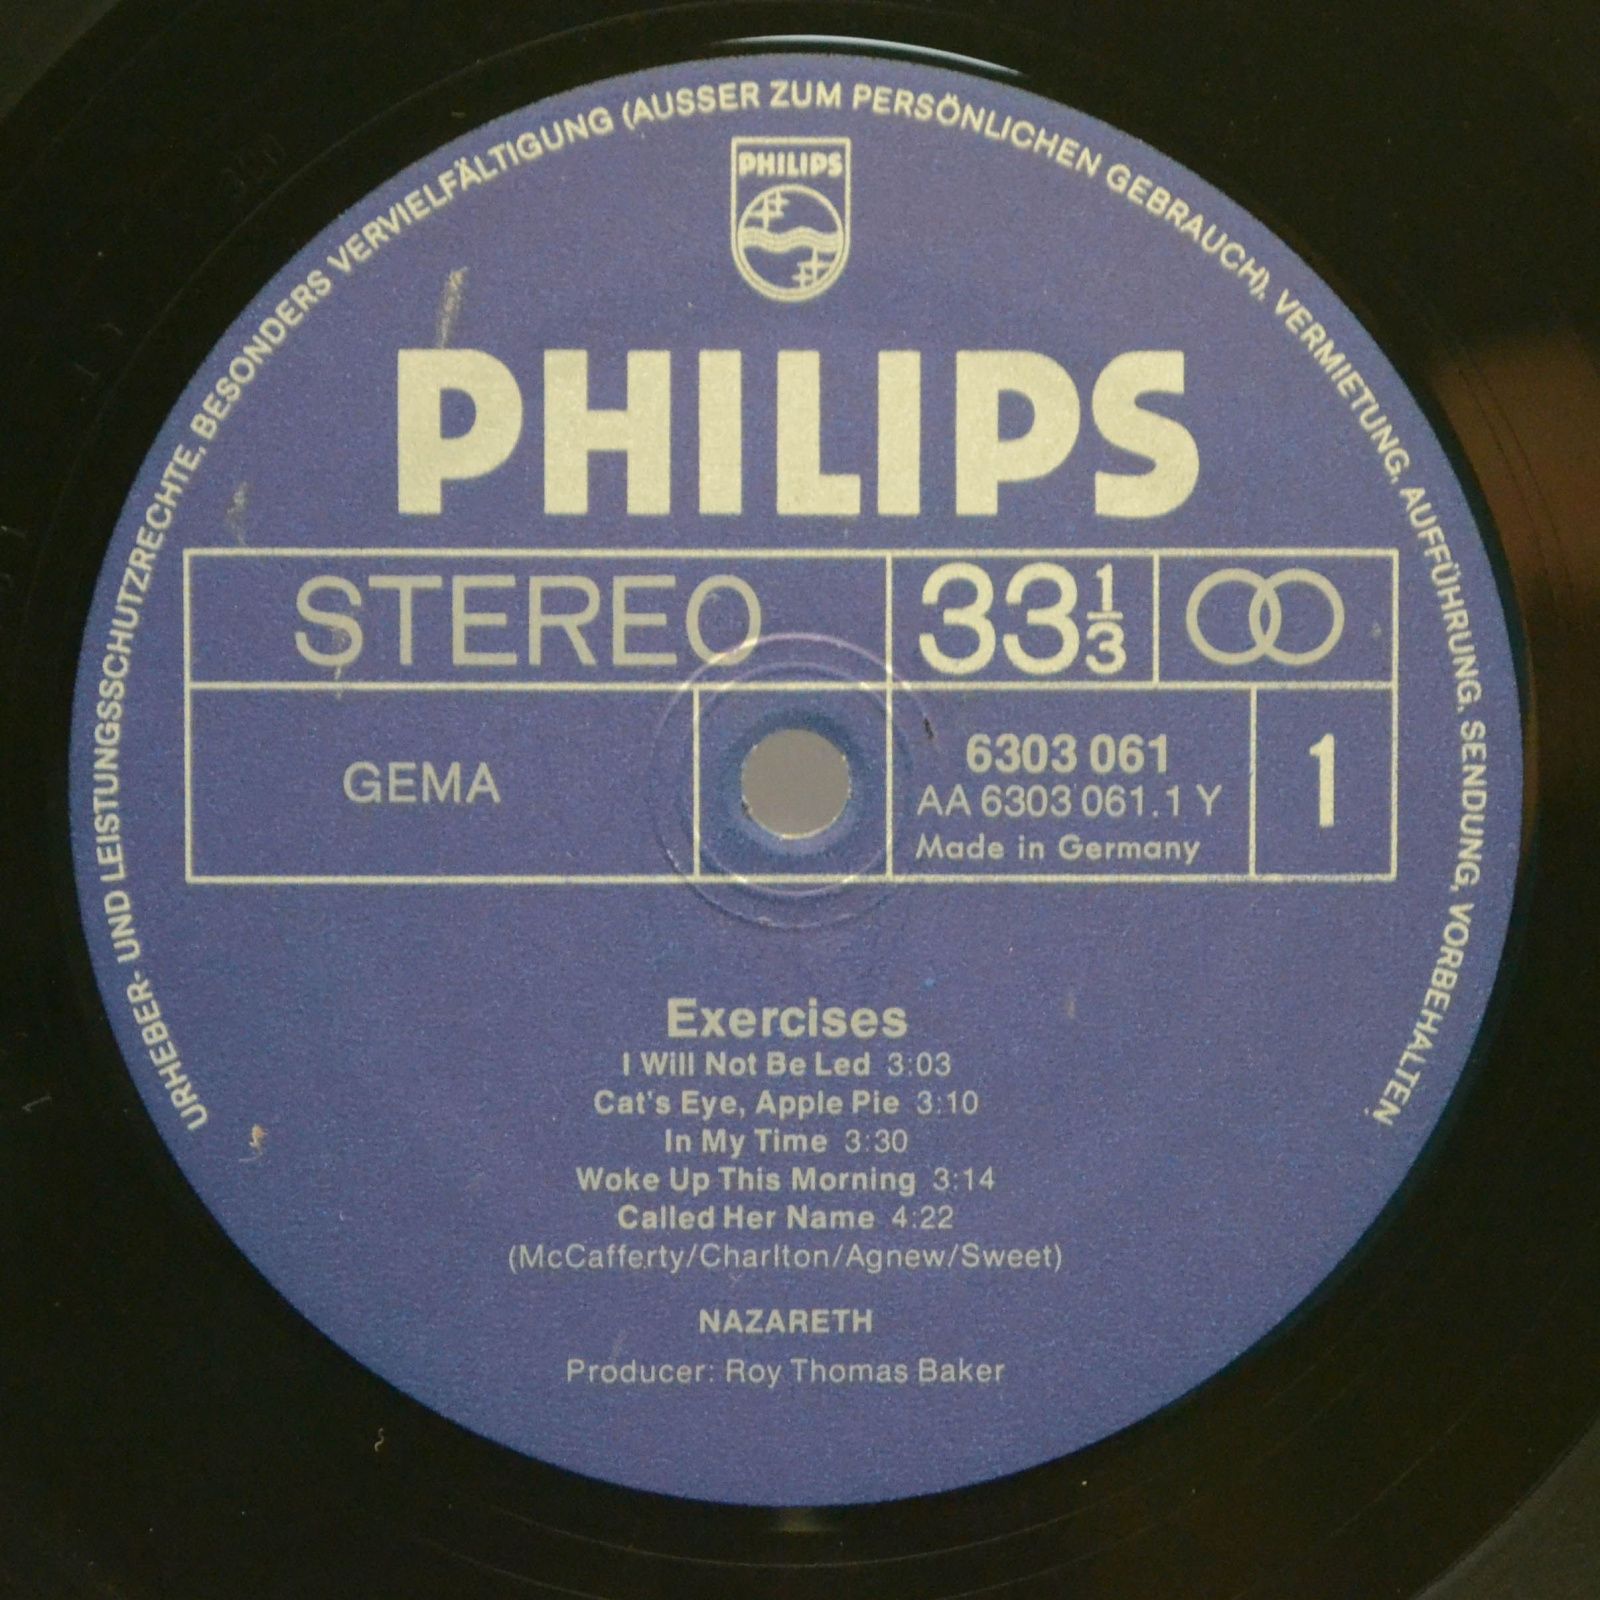 URHEBER- UND LEISTUNGSSCHUTZRECHTE, BESONDERS VERVIELFÄLTIGUNG (AUSSER ZUM PERSÖNLICHEN GEBRAUCH), VERMIETUNG, AUFFÜHRUNG, SENDUNG, VORBEHALTEN
PHILIPS
PHILIPS
STEREO 33 1/3
GEMA
6303 061
AA 6303 061.1 Y
Made in Germany
1
Exercises
I Will Not Be Led 3:03
Cat's Eye, Apple Pie 3:10
In My Time 3:30
Woke Up This Morning 3:14
Called Her Name 4:22
(McCafferty/Charlton/Agnew/Sweet)
NAZARETH
Producer: Roy Thomas Baker